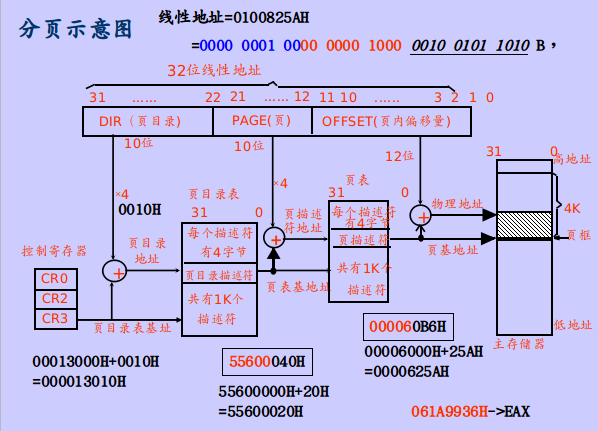 分页示意图
线性地址=0100825AH
=0000 0001 0000 0000 1000 0010 0101 1010 B，
32位线性地址
31 …… 22 21 …… 12 11 10 …… 3 2 1 0
DIR（页目录） PAGE(页) OFFSET(页内偏移量)
10位 10位 12位
×4
0010H
×4
控制寄存器
CR0
CR2
CR3
页目录
地址
+
页目录表基址
页目录表
31 0
每个描述符
有4字节
页目录描述符
共有1K个
描述符
+
页描述
符地址
页表基地址
页表
31 0
每个描述符
有4字节
页描述符
共有1K个
描述符
+
物理地址
页基地址
31 0
高地址
4K
页框
低地址
主存储器
00013000H+0010H
=000013010H
55600040H
55600000H+20H
=55600020H
000060B6H
00006000H+25AH
=0000625AH
061A9936H->EAX